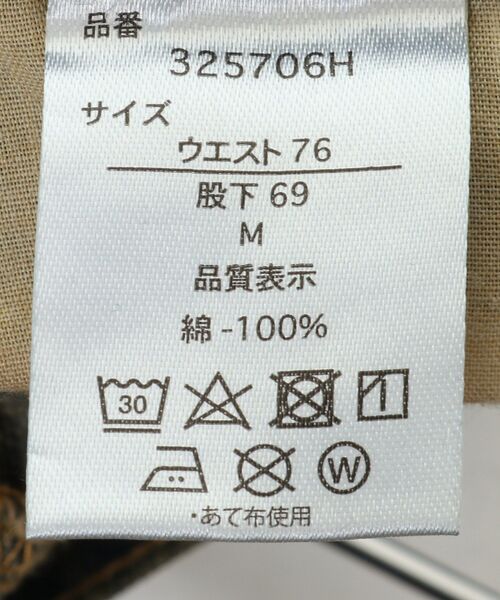 品番
325706H
サイズ
ウエスト 76
股下 69
M
品質表示
綿 -100%
30
W
・あて布使用